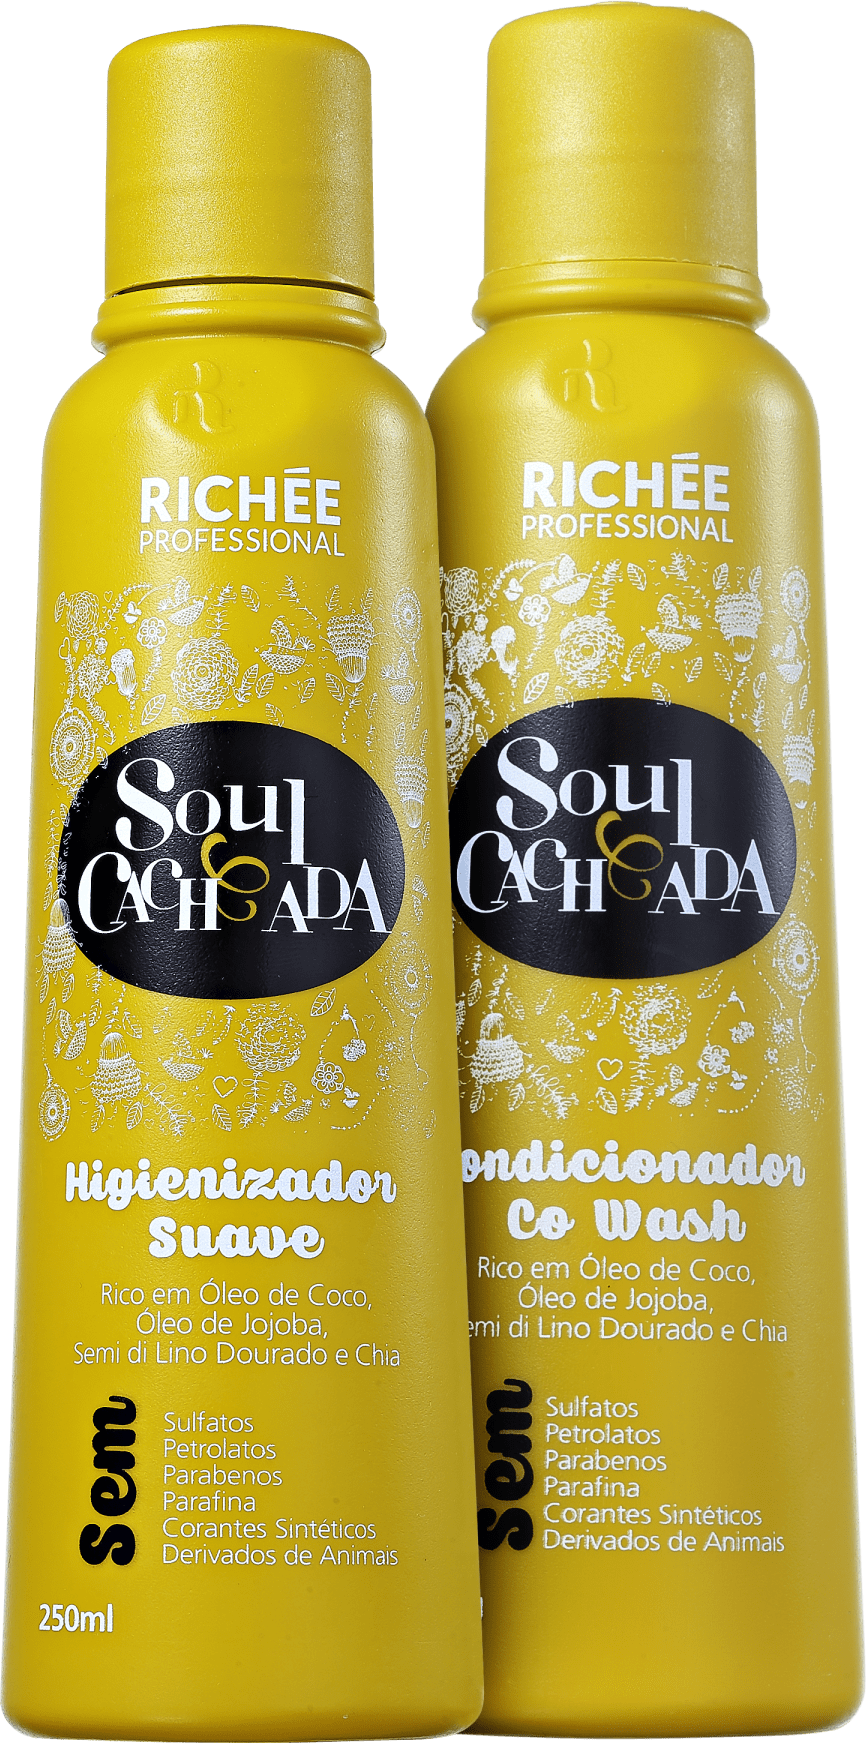 RICHÉE
PROFESSIONAL
Soul
CACHEADA
Higienizador
Suave
Rico em Óleo de Coco,
Óleo de Jojoba,
Semi di Lino Dourado e Chia
Sem
Sulfatos
Petrolatos
Parabenos
Parafina
Corantes Sintéticos
Derivados de Animais
250ml
RICHÉE
PROFESSIONAL
Soul
CACHEADA
ondicionador
Co Wash
Rico em Óleo de Coco,
Óleo de Jojoba,
emi di Lino Dourado e Chia
Sem
Sulfatos
Petrolatos
Parabenos
Parafina
Corantes Sintéticos
Derivados de Animais